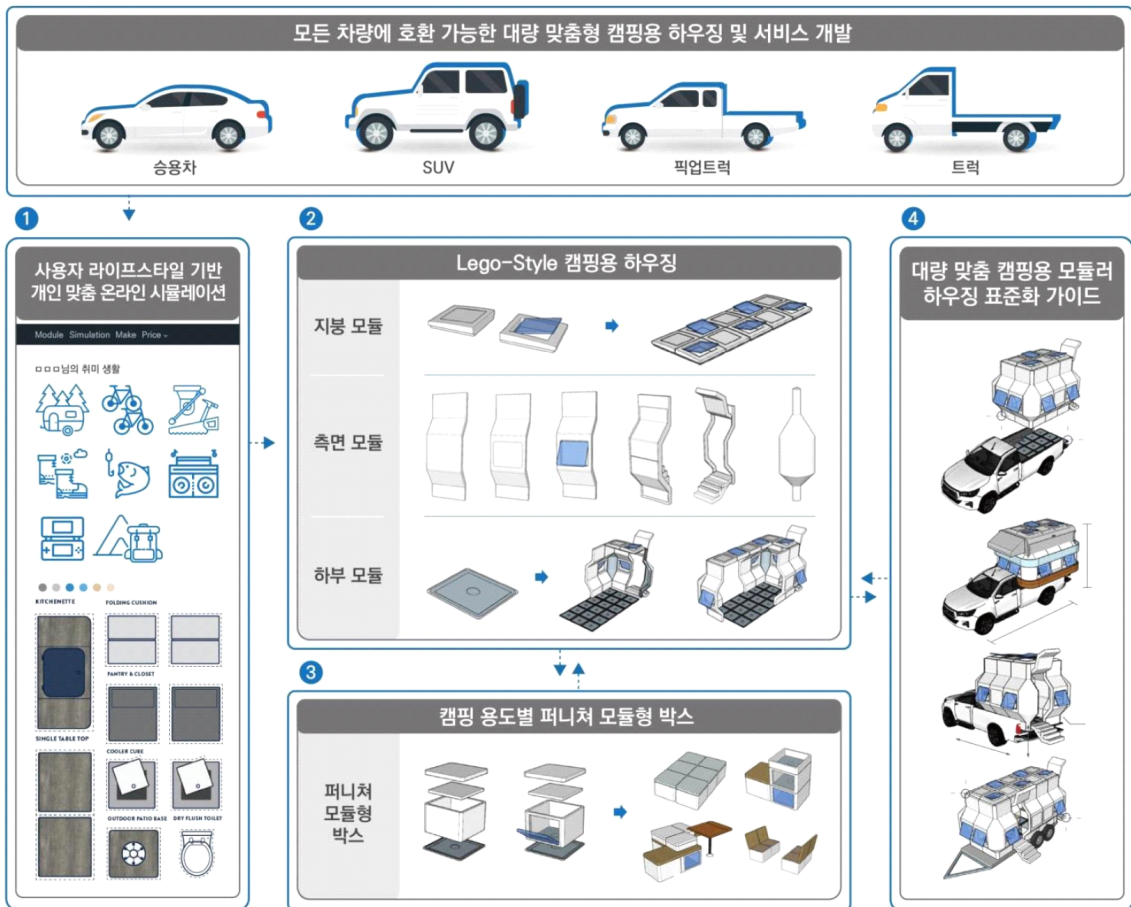 모든 차량에 호환 가능한 대량 맞춤형 캠핑용 하우징 및 서비스 개발
승용차
SUV
픽업트럭
트럭
1
사용자 라이프스타일 기반
개인 맞춤 온라인 시뮬레이션
Module Simulation Make Price
ㅁㅁㅁ님의 취미 생활
KITCHENETTE
FOLDING CUSHION
PANTRY & CLOSET
SINGLE TABLE TOP
COOLER CUBE
OUTDOOR PATIO BASE
DRY FLUSH TOILET
2
Lego-Style 캠핑용 하우징
지붕 모듈
측면 모듈
하부 모듈
3
캠핑 용도별 퍼니쳐 모듈형 박스
퍼니쳐
모듈형
박스
4
대량 맞춤 캠핑용 모듈러
하우징 표준화 가이드